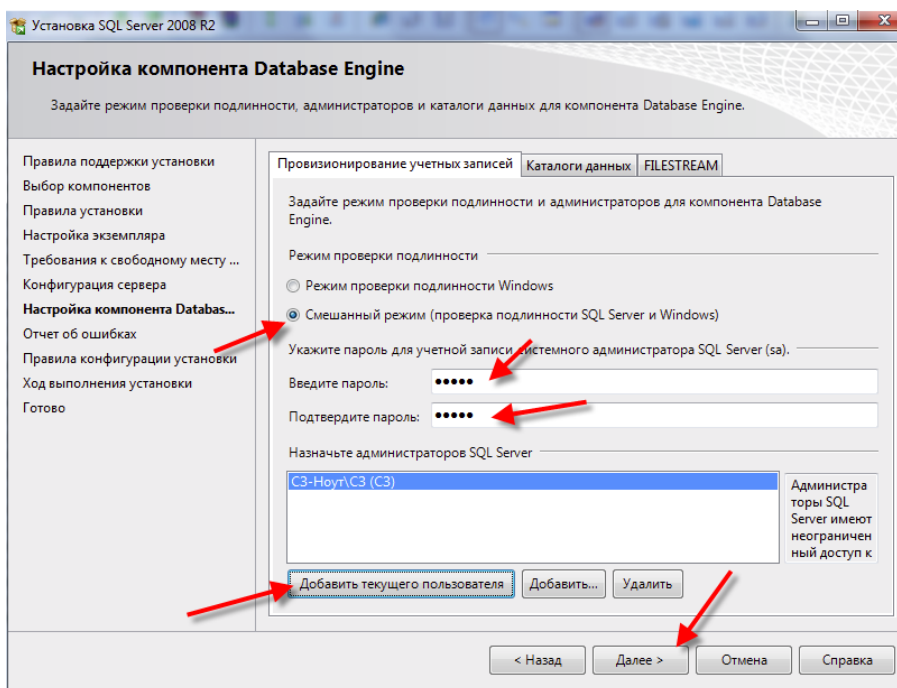 Установка SQL Server 2008 R2
Настройка компонента Database Engine
Задайте режим проверки подлинности, администраторов и каталоги данных для компонента Database Engine.
Правила поддержки установки
Выбор компонентов
Правила установки
Настройка экземпляра
Требования к свободному месту ...
Конфигурация сервера
Настройка компонента Databas...
Отчет об ошибках
Правила конфигурации установки
Ход выполнения установки
Готово
Провизионирование учетных записей
Каталоги данных
FILESTREAM
Задайте режим проверки подлинности и администраторов для компонента Database
Engine.
Режим проверки подлинности
Режим проверки подлинности Windows
Смешанный режим (проверка подлинности SQL Server и Windows)
Укажите пароль для учетной записи системного администратора SQL Server (sa).
Введите пароль: •••••
Подтвердите пароль: •••••
Назначьте администраторов SQL Server
С3-Ноут\С3 (С3)
Администра
торы SQL
Server имеют
неограничен
ный доступ к
Добавить текущего пользователя
Добавить...
Удалить
< Назад
Далее >
Отмена
Справка